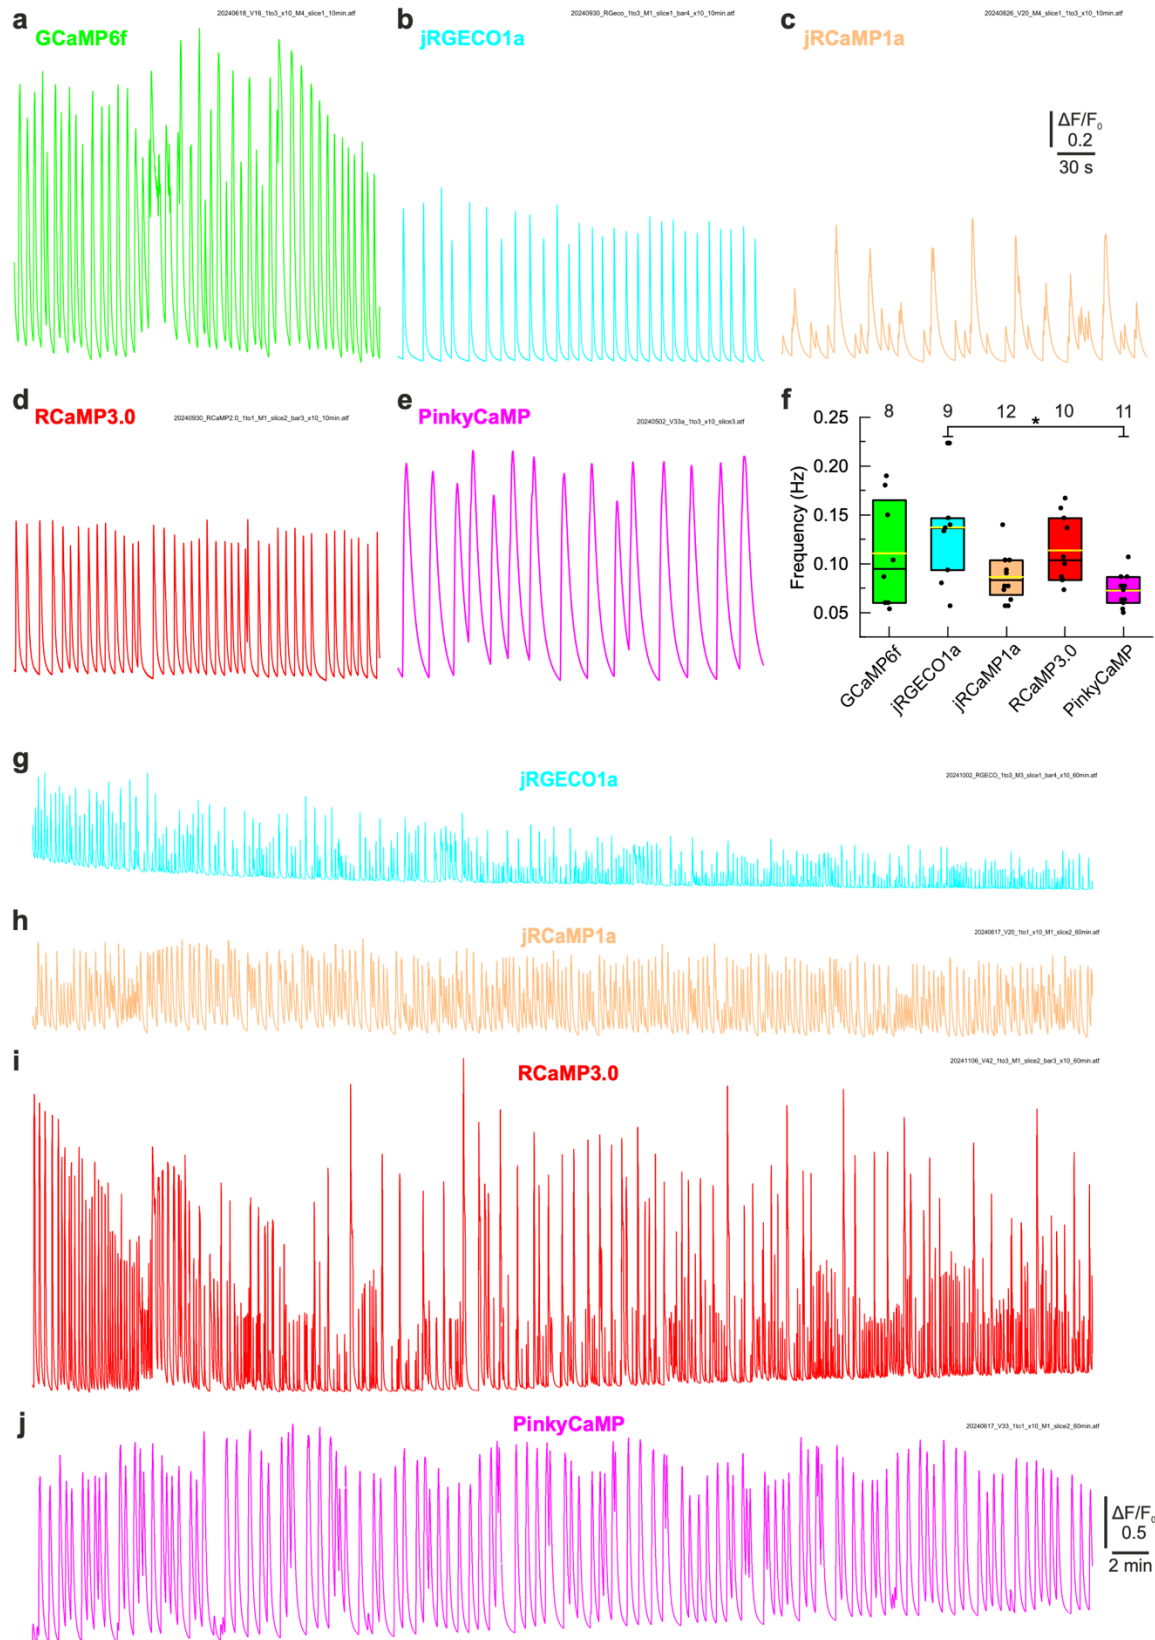 a
20240618_V16_1to3_x10_M4_slice1_10min.atf
GCaMP6f
b
20240930_RGeco_1to3_M1_slice1_bar4_x10_10min.atf
jRGECO1a
c
20240826_V20_M4_slice1_1to3_x10_10min.atf
jRCaMP1a
ΔF/F0
0.2
30 s
d
RCaMP3.0
20240930_RCaMP2.0_1to1_M1_slice2_bar3_x10_10min.atf
e
PinkyCaMP
20240502_V33a_1to3_x10_slice3.atf
f
8 9 12 10 11
*
0.25
0.20
0.15
0.10
0.05
Frequency (Hz)
GCaMP6f
jRGECO1a
jRCaMP1a
RCaMP3.0
PinkyCaMP
g
jRGECO1a
20241002_RGECO_1to3_M3_slice1_bar4_x10_60min.atf
h
jRCaMP1a
20240617_V20_1to1_x10_M1_slice2_60min.atf
i
RCaMP3.0
20241106_V42_1to3_M1_slice2_bar3_x10_60min.atf
j
PinkyCaMP
20240617_V33_1to1_x10_M1_slice2_60min.atf
ΔF/F0
0.5
2 min